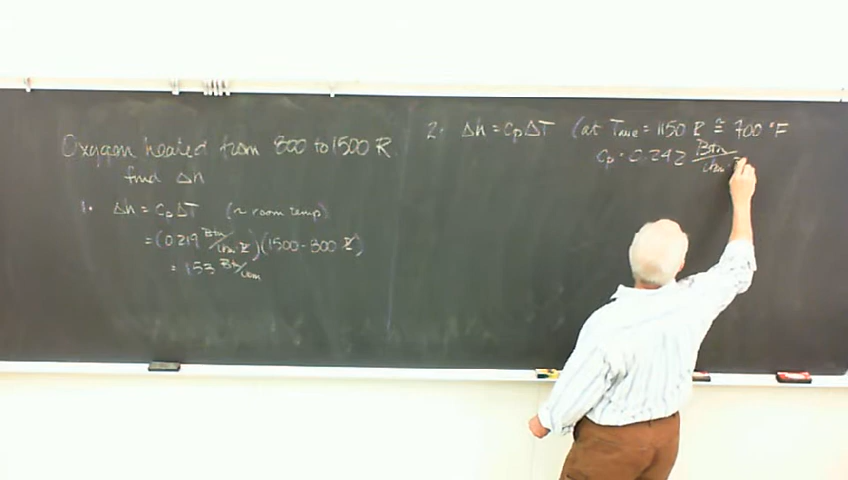 Oxygen heated from 800 to 1500 R
find Δh
1. Δh = CpΔT (~ room temp)
= (0.219 Btu/lbm·R)(1500-800 R)
= 153 Btu/lbm
2. Δh = CpΔT (at Tave = 1150 R ≅ 700 °F
Cp = 0.242 Btu/lbm·